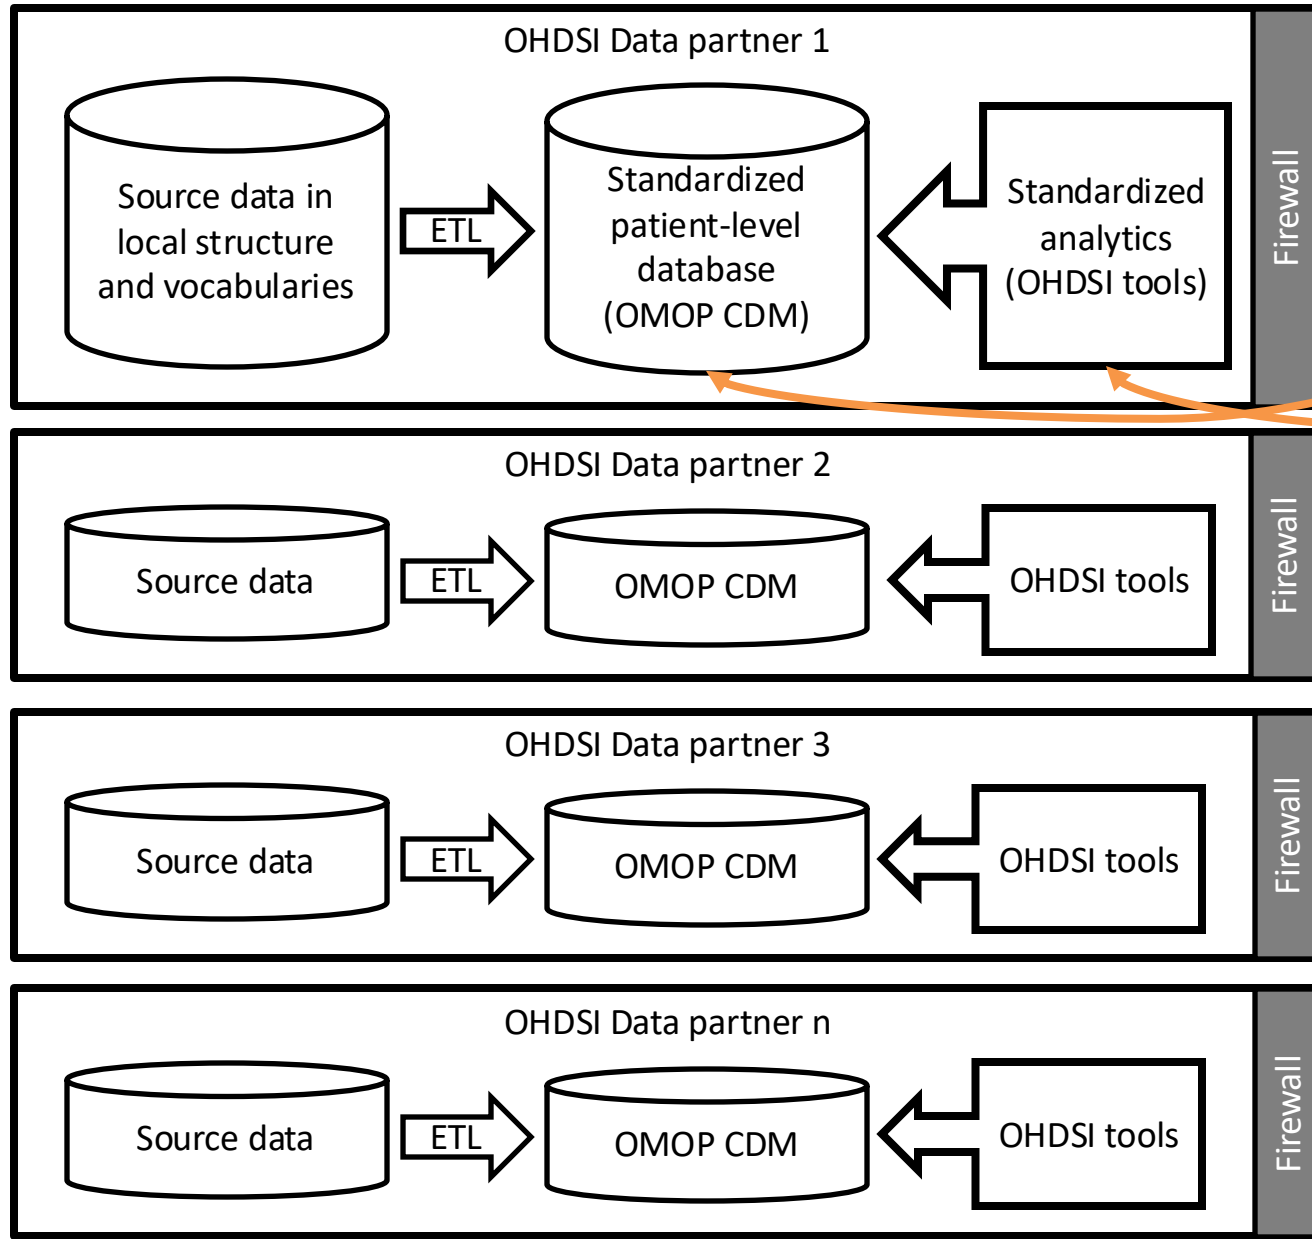 OHDSI Data partner 1
Source data in
local structure
and vocabularies
ETL
Standardized
patient-level
database
(OMOP CDM)
Standardized
analytics
(OHDSI tools)
Firewall
OHDSI Data partner 2
Source data
ETL
OMOP CDM
OHDSI tools
Firewall
OHDSI Data partner 3
Source data
ETL
OMOP CDM
OHDSI tools
Firewall
OHDSI Data partner n
Source data
ETL
OMOP CDM
OHDSI tools
Firewall